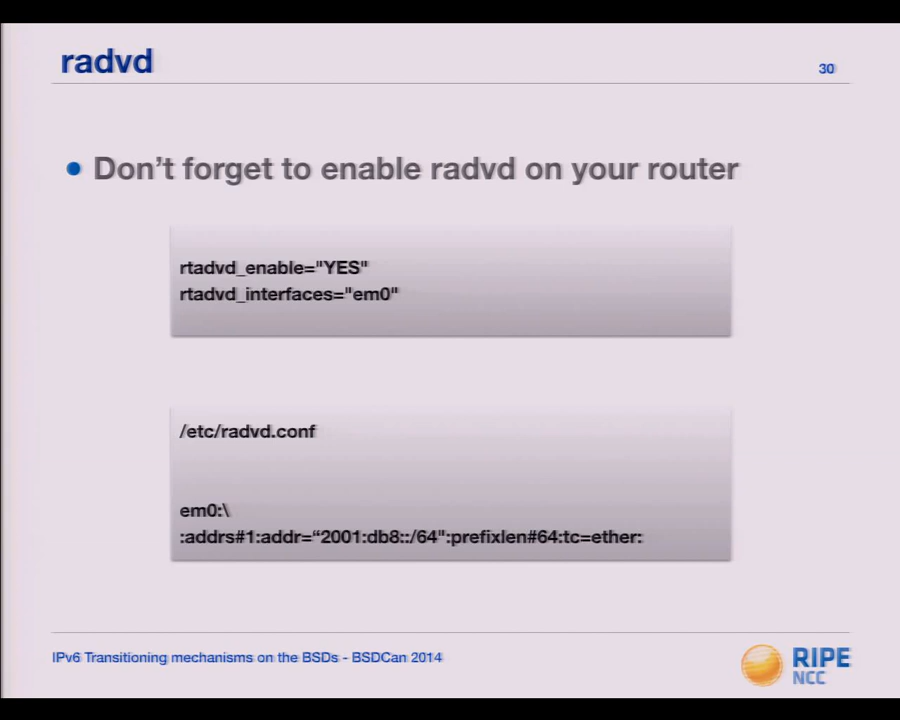 radvd
30
Don't forget to enable radvd on your router
rtadvd_enable="YES"
rtadvd_interfaces="em0"
/etc/radvd.conf
em0:\
:addrs#1:addr=“2001:db8::/64":prefixlen#64:tc=ether:
IPv6 Transitioning mechanisms on the BSDs - BSDCan 2014
RIPE
NCC